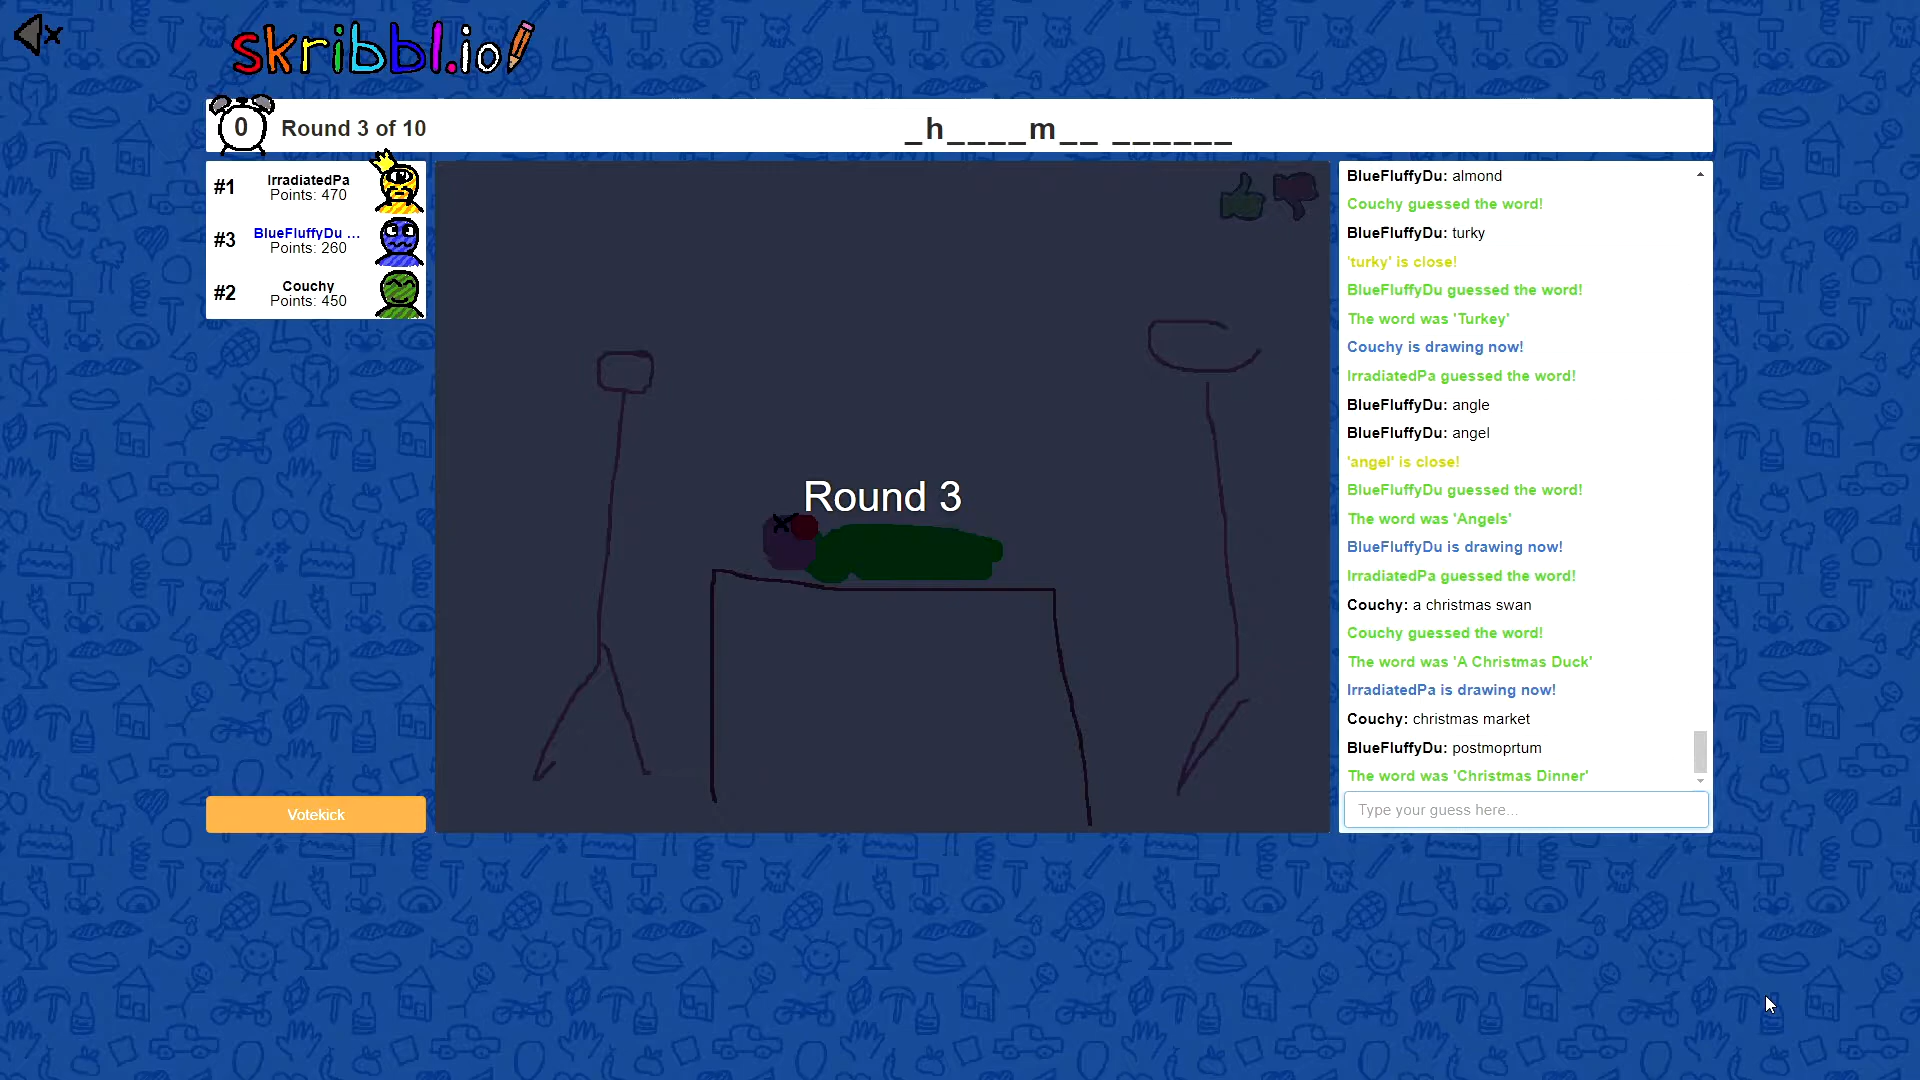 skribbl.io
0
Round 3 of 10
_h____m__ ______
#1
IrradiatedPa
Points: 470
#3
BlueFluffyDu ...
Points: 260
#2
Couchy
Points: 450
Votekick
Round 3
BlueFluffyDu: almond
Couchy guessed the word!
BlueFluffyDu: turky
'turky' is close!
BlueFluffyDu guessed the word!
The word was 'Turkey'
Couchy is drawing now!
IrradiatedPa guessed the word!
BlueFluffyDu: angle
BlueFluffyDu: angel
'angel' is close!
BlueFluffyDu guessed the word!
The word was 'Angels'
BlueFluffyDu is drawing now!
IrradiatedPa guessed the word!
Couchy: a christmas swan
Couchy guessed the word!
The word was 'A Christmas Duck'
IrradiatedPa is drawing now!
Couchy: christmas market
BlueFluffyDu: postmoprtum
The word was 'Christmas Dinner'
Type your guess here...